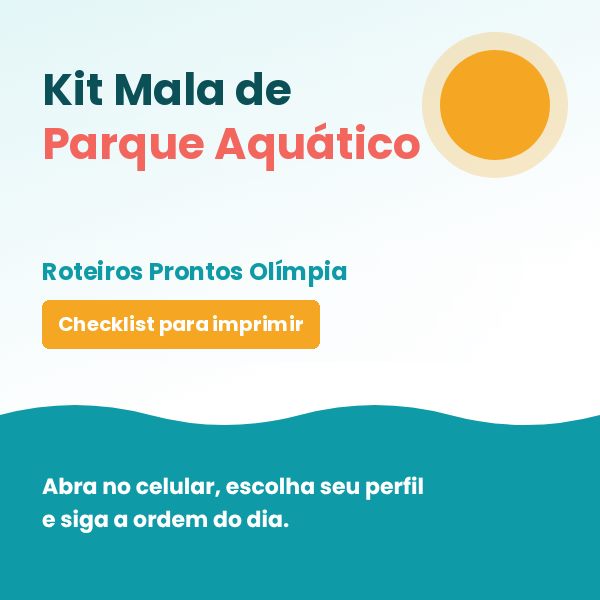 Kit Mala de
Parque Aquático
Roteiros Prontos Olímpia
Checklist para imprimir
Abra no celular, escolha seu perfil
e siga a ordem do dia.